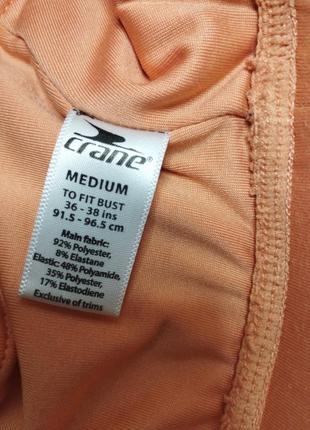 crane®
MEDIUM
TO FIT BUST
36 - 38 ins
91.5 - 96.5 cm
Main fabric:
92% Polyester,
8% Elastane
Elastic: 48% Polyamide,
35% Polyester,
17% Elastodiene
Exclusive of trims